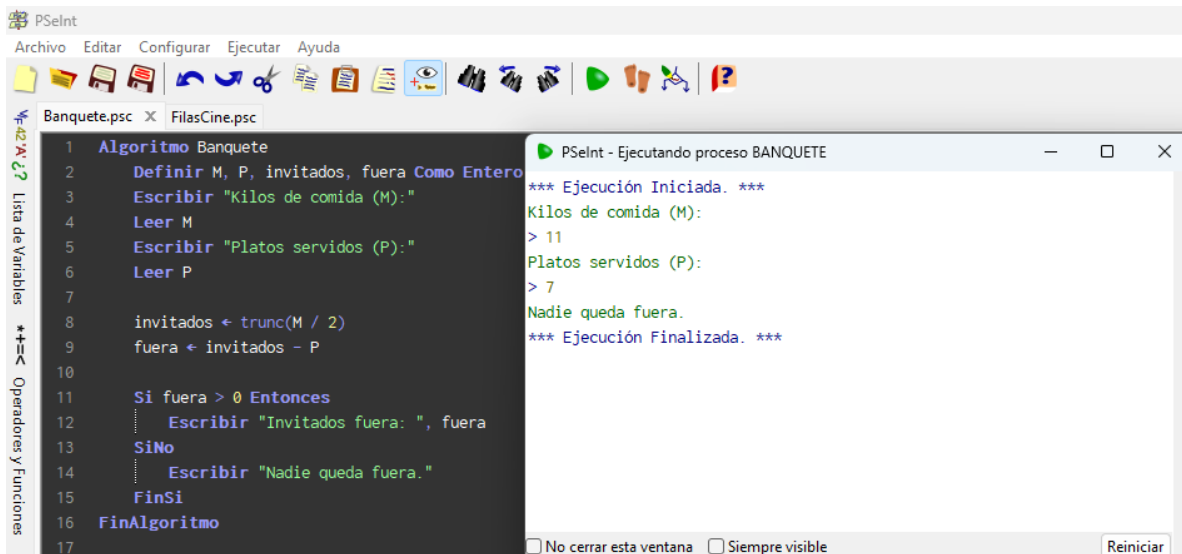 PSeInt
Archivo Editar Configurar Ejecutar Ayuda
Banquete.psc X FilasCine.psc
*+=< Operadores y Funciones
42 'A' ¿? Lista de Variables
1 Algoritmo Banquete
2 Definir M, P, invitados, fuera Como Entero
3 Escribir "Kilos de comida (M):"
4 Leer M
5 Escribir "Platos servidos (P):"
6 Leer P
7
8 invitados ← trunc(M / 2)
9 fuera ← invitados - P
10
11 Si fuera > 0 Entonces
12 Escribir "Invitados fuera: ", fuera
13 SiNo
14 Escribir "Nadie queda fuera."
15 FinSi
16 FinAlgoritmo
17
PSeInt - Ejecutando proceso BANQUETE
*** Ejecución Iniciada. ***
Kilos de comida (M):
> 11
Platos servidos (P):
> 7
Nadie queda fuera.
*** Ejecución Finalizada. ***
No cerrar esta ventana Siempre visible Reiniciar